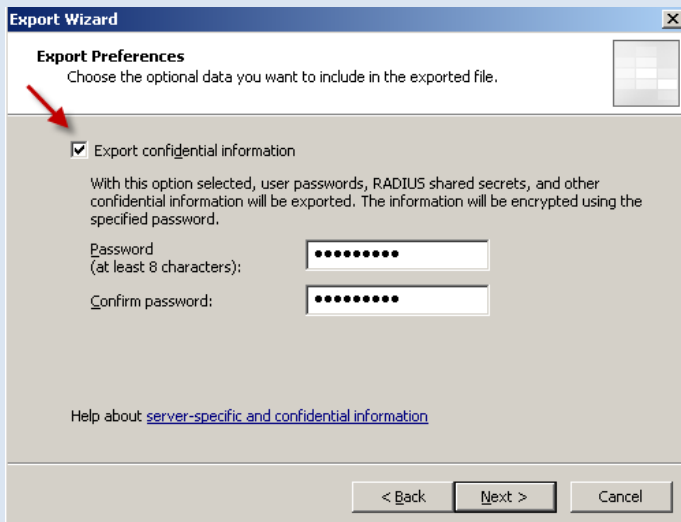 Export Wizard
Export Preferences
Choose the optional data you want to include in the exported file.
Export confidential information
With this option selected, user passwords, RADIUS shared secrets, and other
confidential information will be exported. The information will be encrypted using the
specified password.
Password
(at least 8 characters):
Confirm password:
Help about server-specific and confidential information
< Back
Next >
Cancel